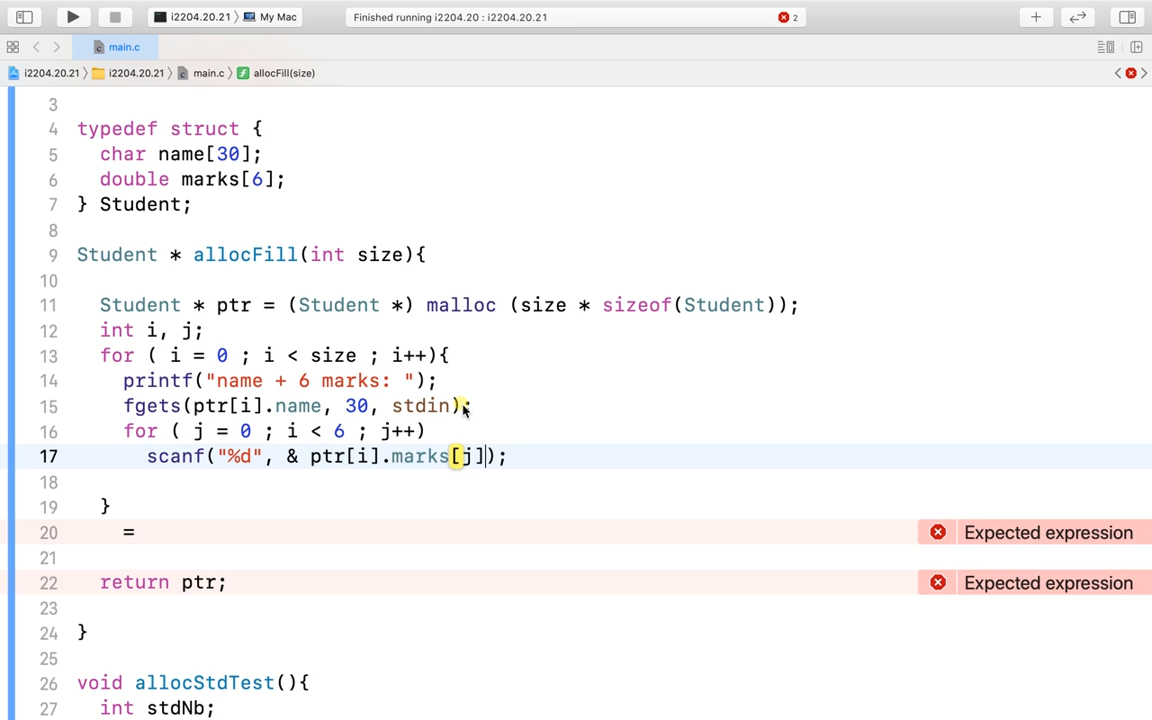 i2204.20.21 〉 My Mac
Finished running i2204.20 : i2204.20.21
2
main.c
i2204.20.21 〉 i2204.20.21 〉 main.c 〉 allocFill(size)
3
4 typedef struct {
5 char name[30];
6 double marks[6];
7 } Student;
8
9 Student * allocFill(int size){
10
11 Student * ptr = (Student *) malloc (size * sizeof(Student));
12 int i, j;
13 for ( i = 0 ; i < size ; i++){
14 printf("name + 6 marks: ");
15 fgets(ptr[i].name, 30, stdin);
16 for ( j = 0 ; i < 6 ; j++)
17 scanf("%d", & ptr[i].marks[j]);
18
19 }
20 = Expected expression
21
22 return ptr; Expected expression
23
24 }
25
26 void allocStdTest(){
27 int stdNb;